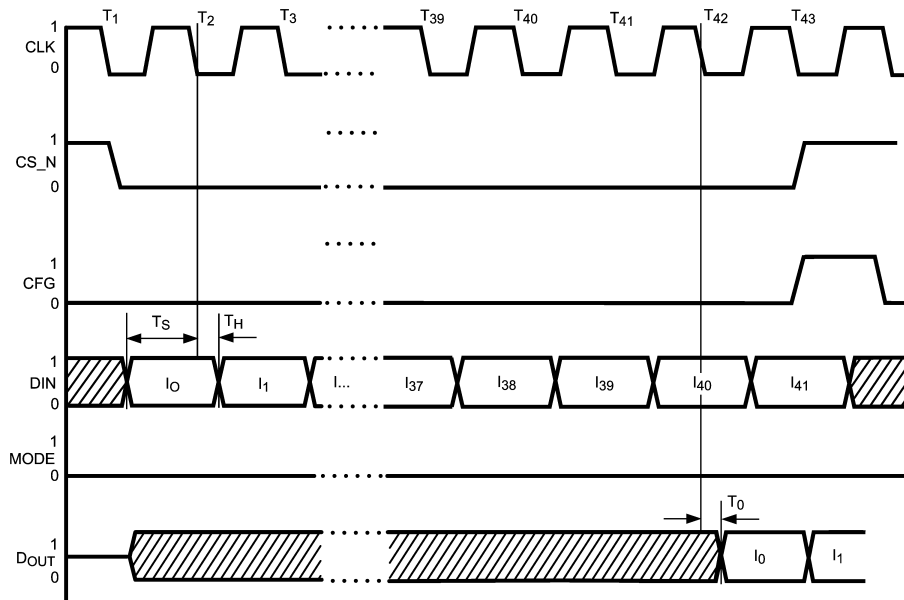 T1 T2 T3 T39 T40 T41 T42 T43
1
CLK
0
1
CS_N
0
1
CFG
0
TS TH
1
DIN
0
IO I1 I... I37 I38 I39 I40 I41
1
MODE
0
T0
1
DOUT
0
I0 I1